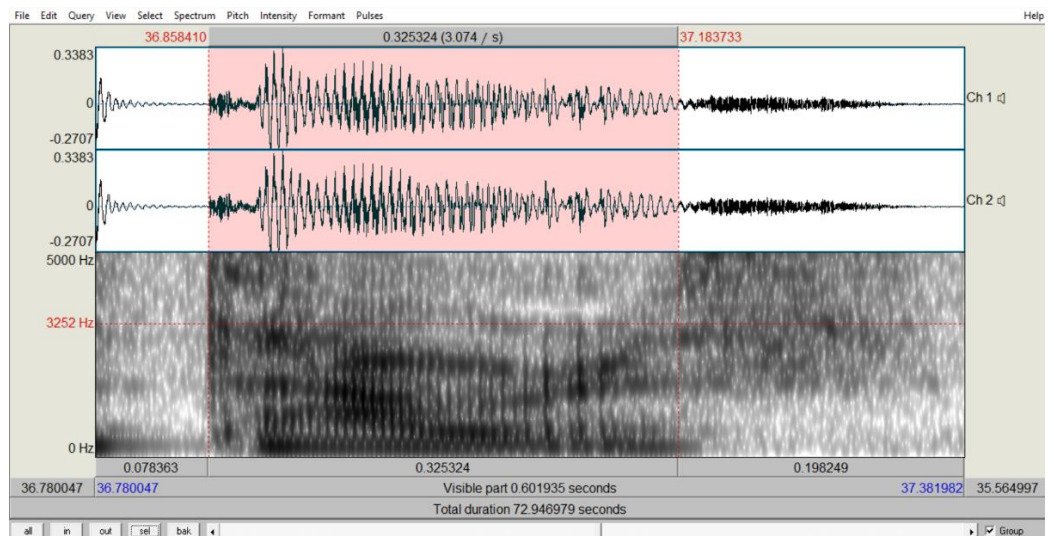 File Edit Query View Select Spectrum Pitch Intensity Formant Pulses Help
36.858410 0.325324 (3.074 / s) 37.183733
0.3383
0 Ch 1
-0.2707
0.3383
0 Ch 2
-0.2707
5000 Hz
3252 Hz
0 Hz
0.078363 0.325324 0.198249
36.780047 36.780047 Visible part 0.601935 seconds 37.381982 35.564997
Total duration 72.946979 seconds
all in out sel bak Group